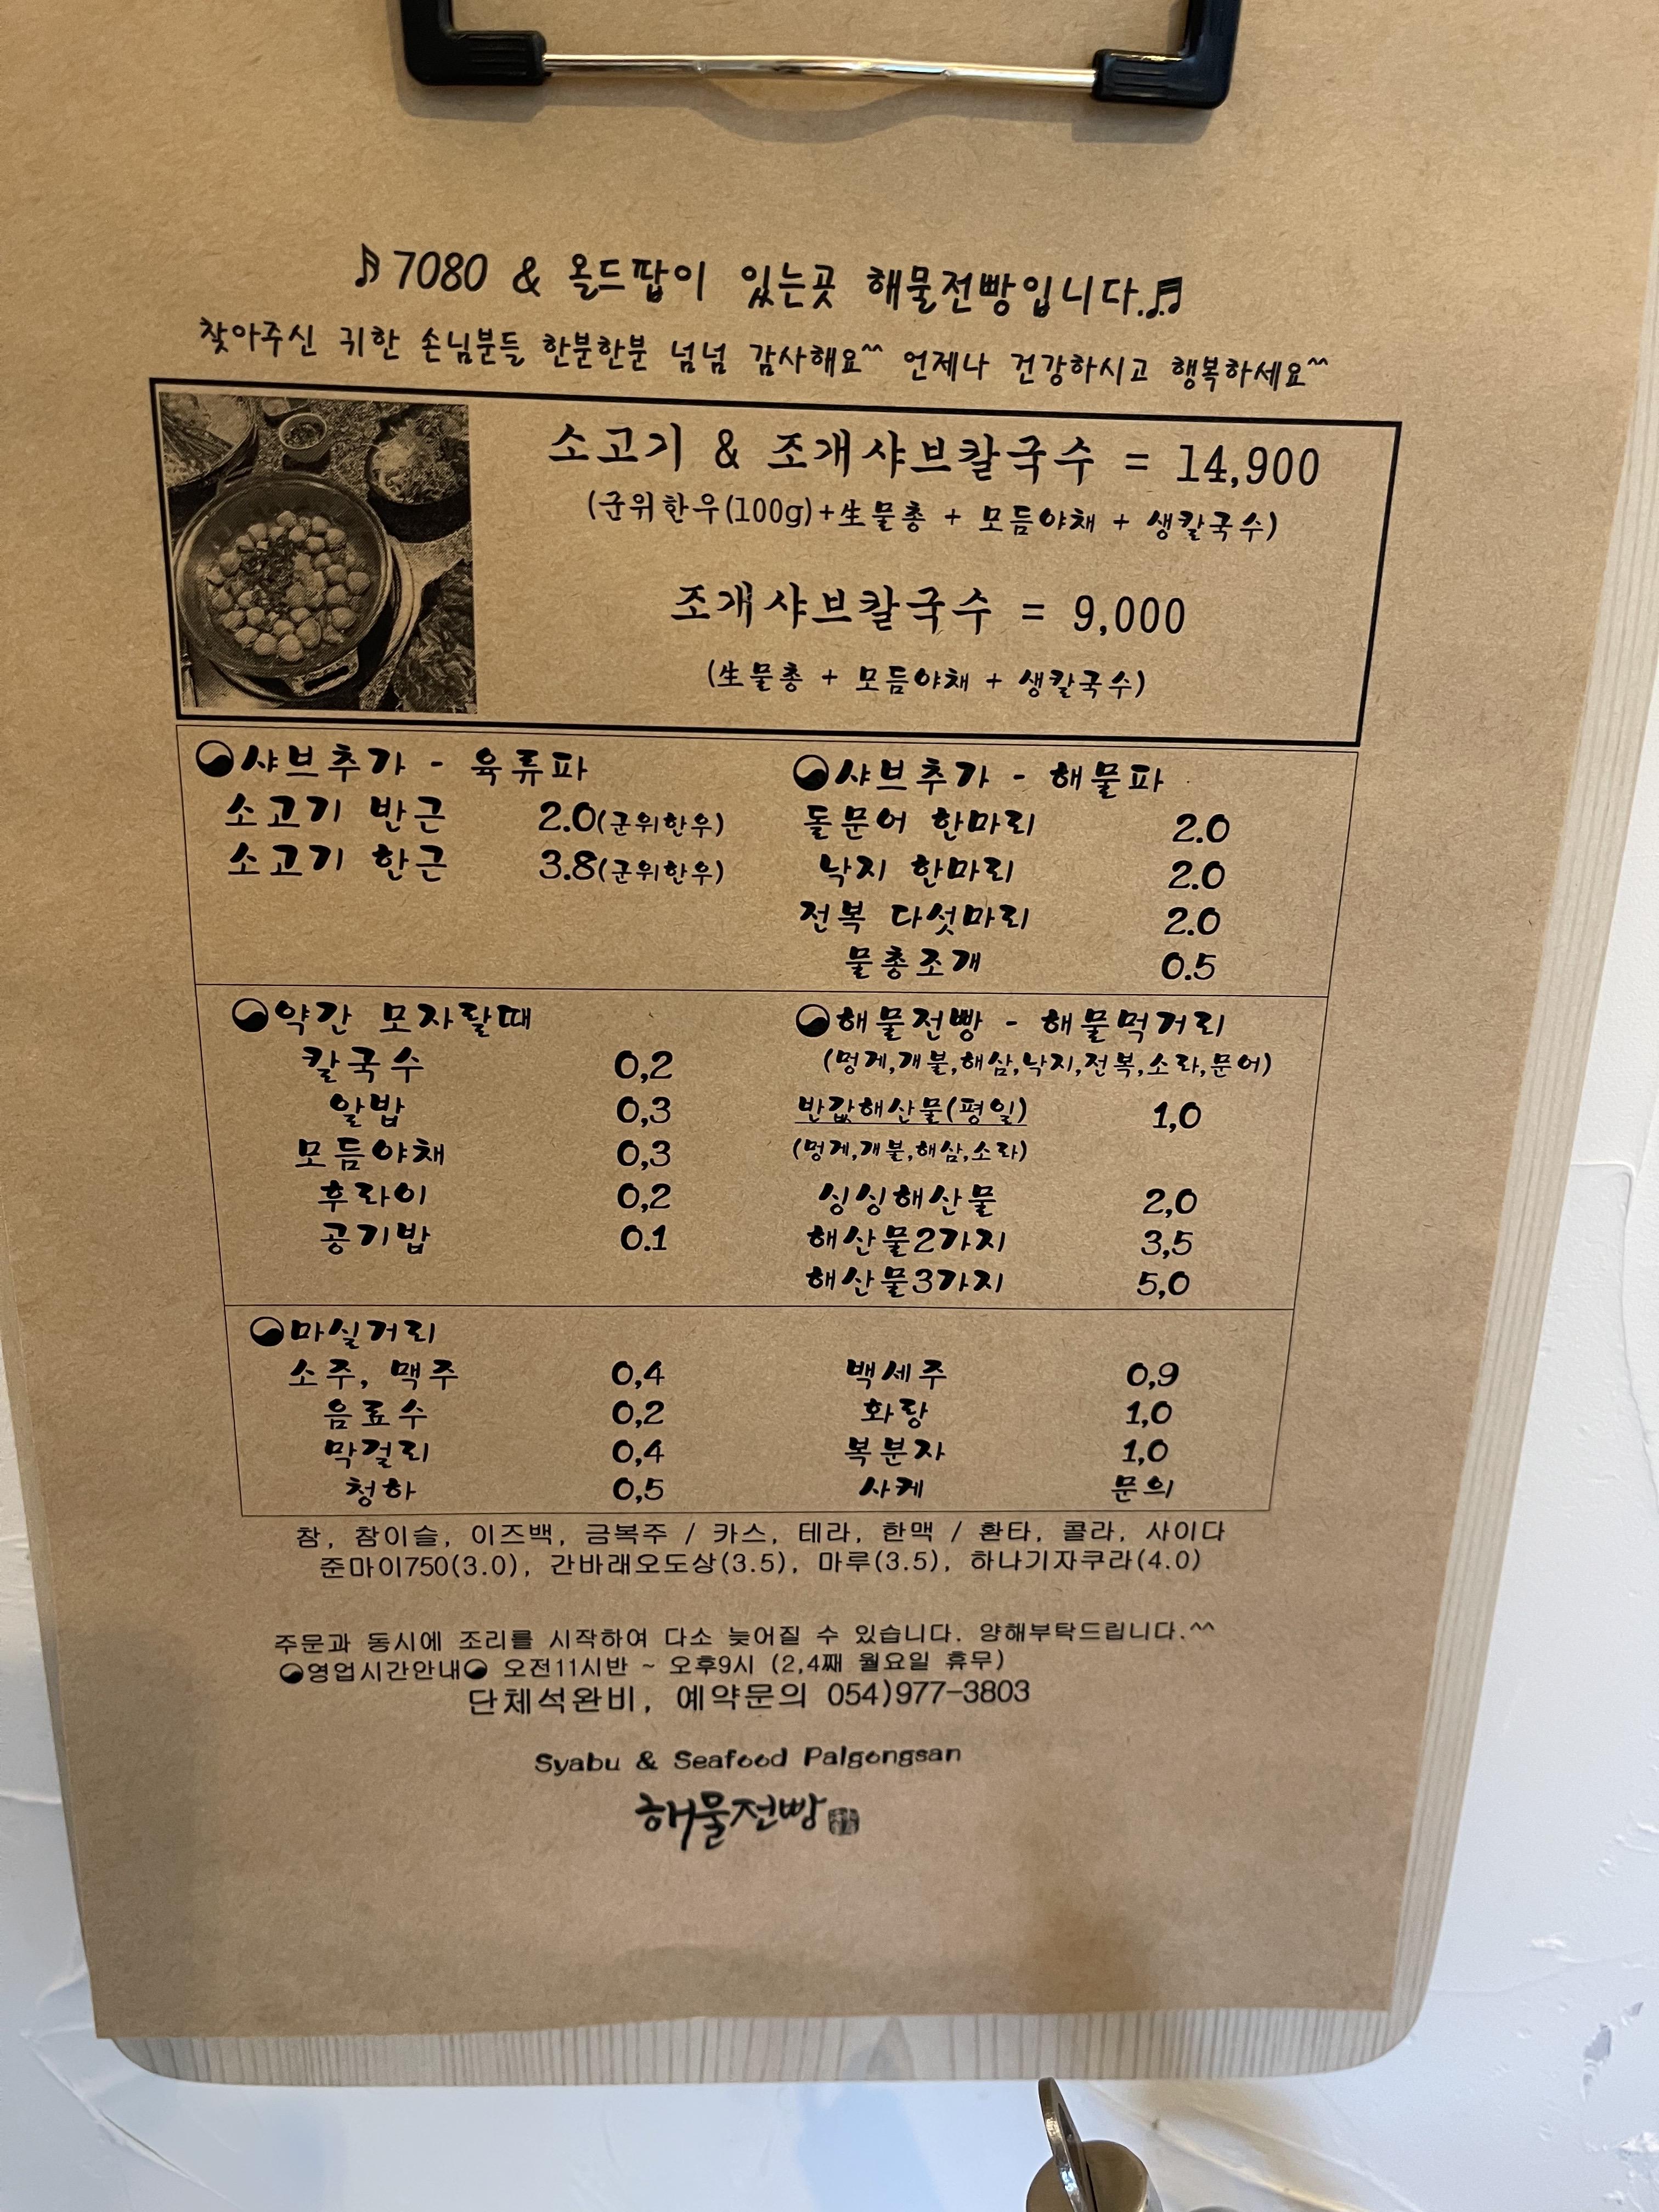 7080 & 올드팝이 있는곳 해물전빵입니다.
찾아주신 귀한 손님분들 한분한분 넘넘 감사해요^^ 언제나 건강하시고 행복하세요^^
소고기 & 조개샤브칼국수 = 14,900
(군위한우(100g)+生물총 + 모듬야채 + 생칼국수)
조개샤브칼국수 = 9,000
(生물총 + 모듬야채 + 생칼국수)
샤브추가 - 육류파
소고기 반근 2.0(군위한우)
소고기 한근 3.8(군위한우)
샤브추가 - 해물파
돌문어 한마리 2.0
낙지 한마리 2.0
전복 다섯마리 2.0
물총조개 0.5
약간 모자랄때
칼국수 0,2
알밥 0,3
모듬야채 0,3
후라이 0,2
공기밥 0.1
해물전빵 - 해물먹거리
(멍게,개불,해삼,낙지,전복,소라,문어)
반값해산물(평일) 1,0
(멍게,개불,해삼,소라)
싱싱해산물 2,0
해산물2가지 3,5
해산물3가지 5,0
마실거리
소주, 맥주 0,4
음료수 0,2
막걸리 0,4
청하 0,5
백세주 0,9
화랑 1,0
복분자 1,0
사케 문의
참, 참이슬, 이즈백, 금복주 / 카스, 테라, 한맥 / 환타, 콜라, 사이다
준마이750(3.0), 간바래오도상(3.5), 마루(3.5), 하나기자쿠라(4.0)
주문과 동시에 조리를 시작하여 다소 늦어질 수 있습니다. 양해부탁드립니다.^^
영업시간안내 오전11시반 ~ 오후9시 (2,4째 월요일 휴무)
단체석완비, 예약문의 054)977-3803
Syabu & Seafood Palgongsan
해물전빵